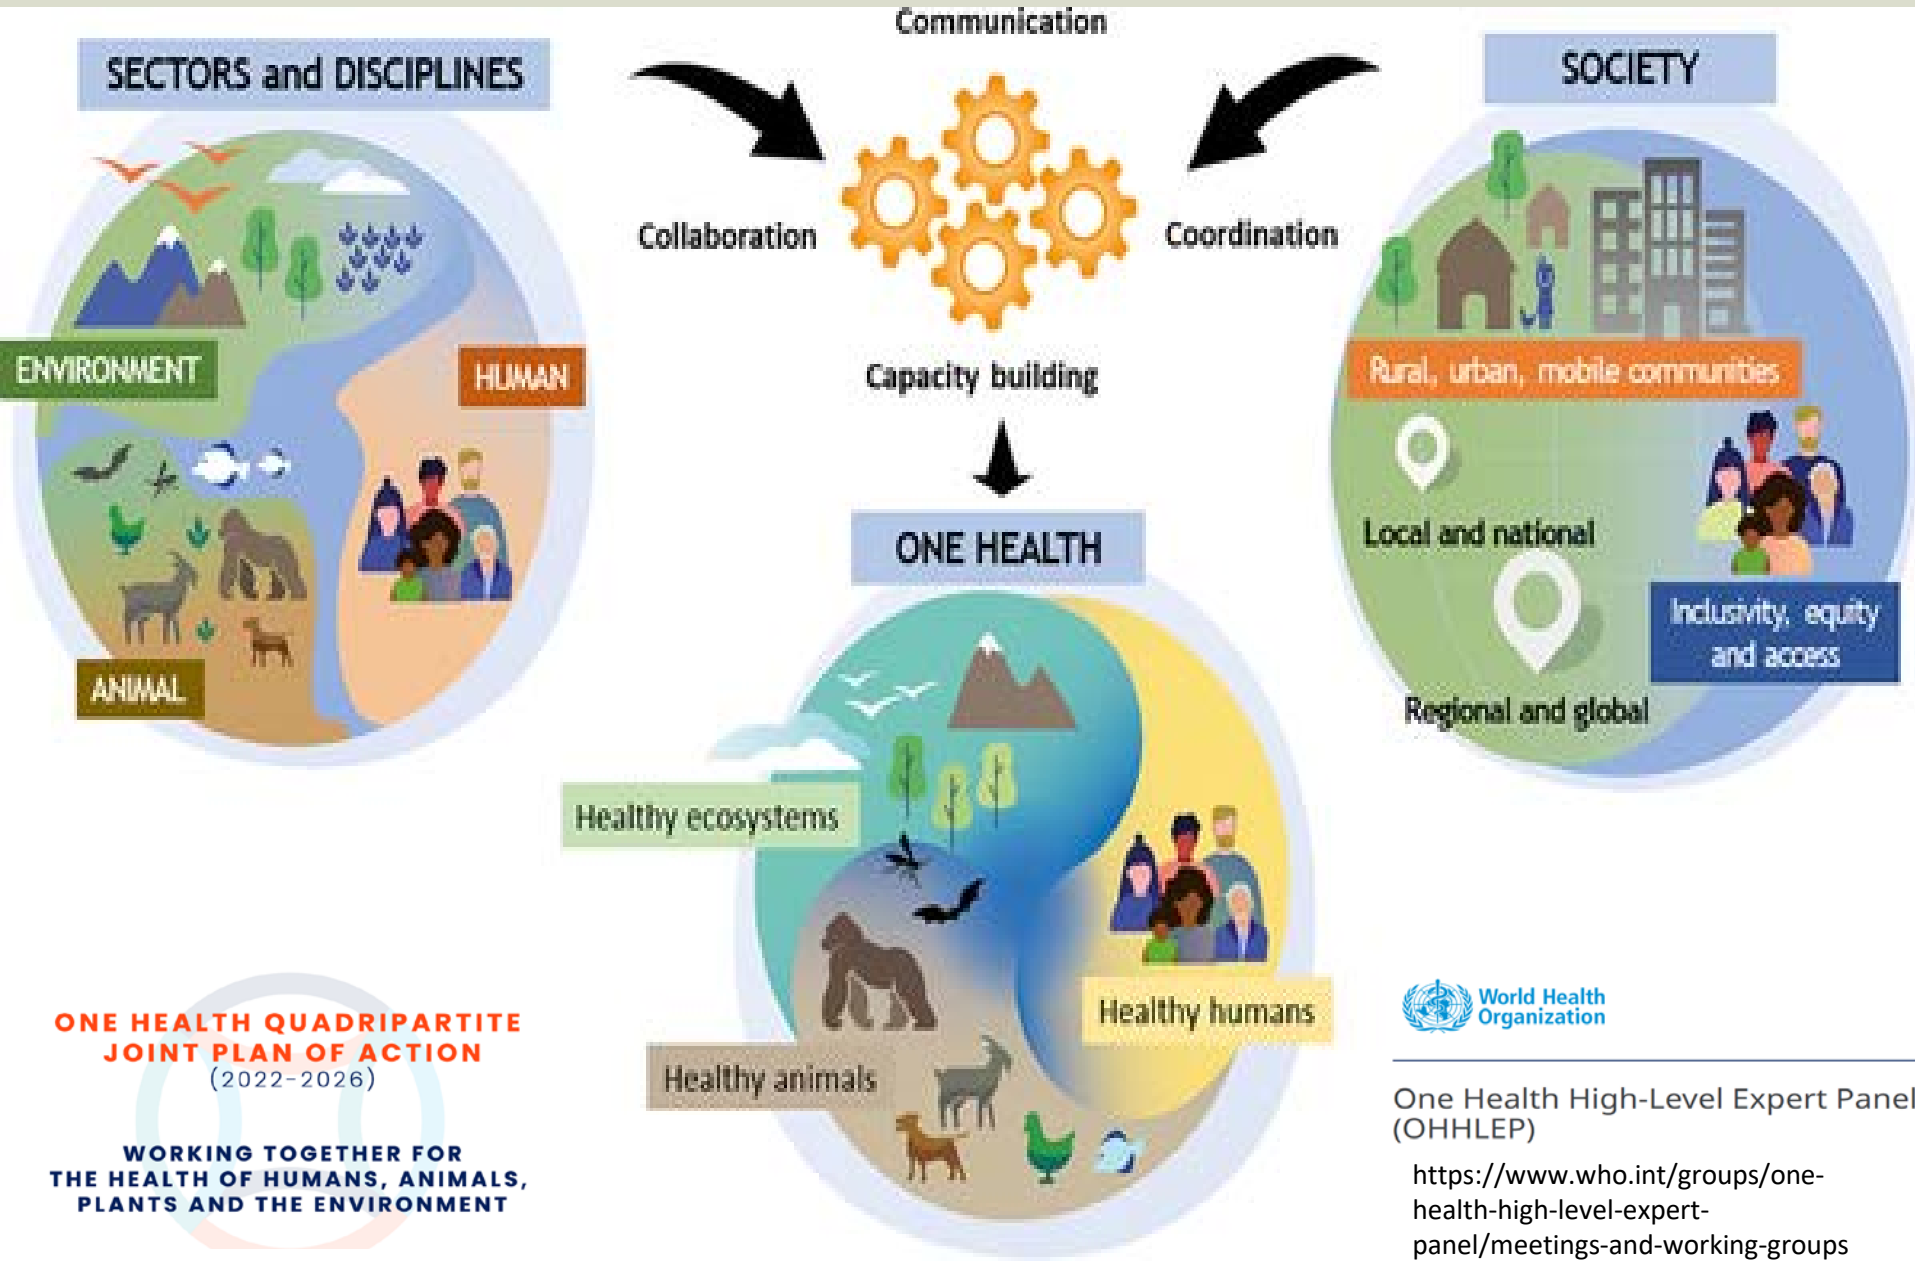 Communication
SECTORS and DISCIPLINES
SOCIETY
Collaboration
Coordination
ENVIRONMENT
HUMAN
Capacity building
Rural, urban, mobile communities
Local and national
ONE HEALTH
Inclusivity, equity
and access
ANIMAL
Regional and global
Healthy ecosystems
Healthy humans
Healthy animals
ONE HEALTH QUADRIPARTITE
JOINT PLAN OF ACTION
(2022-2026)
WORKING TOGETHER FOR
THE HEALTH OF HUMANS, ANIMALS,
PLANTS AND THE ENVIRONMENT
World Health
Organization
One Health High-Level Expert Panel
(OHHLEP)
https://www.who.int/groups/one-
health-high-level-expert-
panel/meetings-and-working-groups